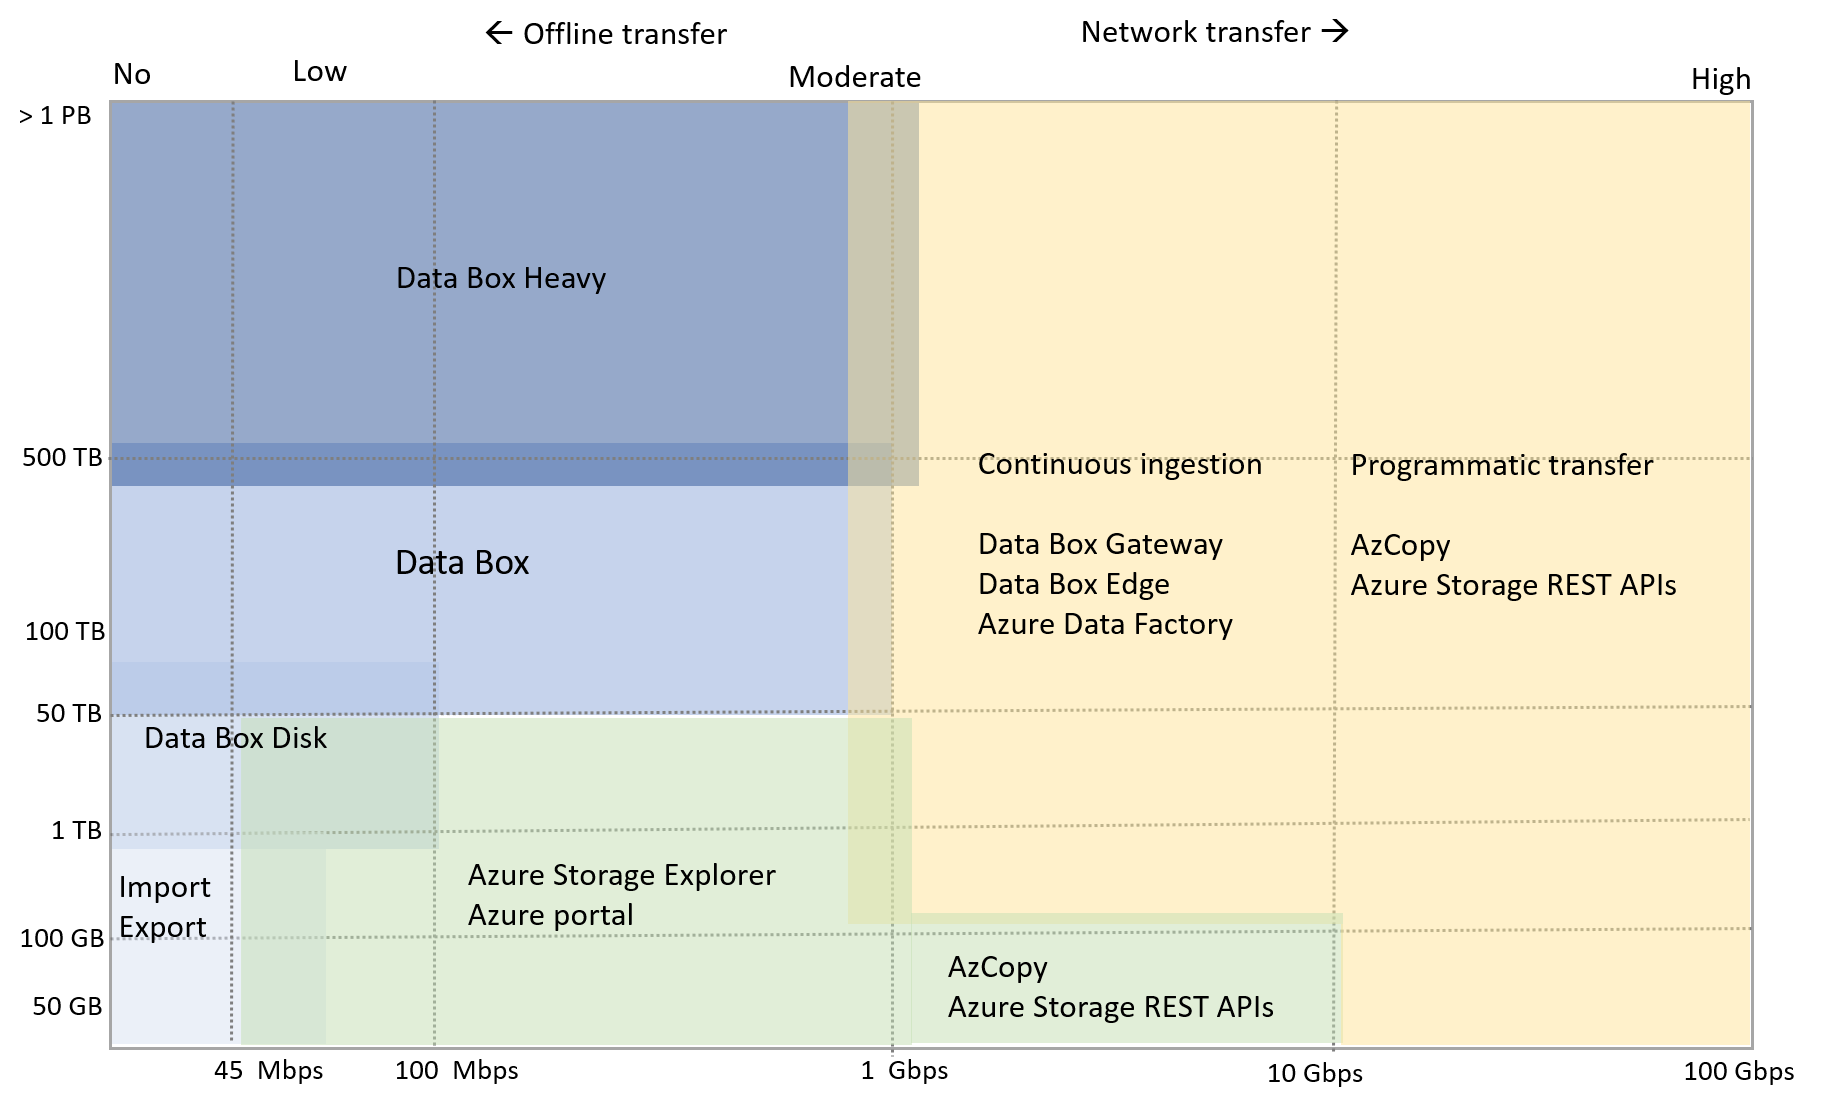 ← Offline transfer
Network transfer →
No
Low
Moderate
High
> 1 PB
Data Box Heavy
500 TB
Continuous ingestion
Programmatic transfer
Data Box
Data Box Gateway
Data Box Edge
Azure Data Factory
AzCopy
Azure Storage REST APIs
100 TB
50 TB
Data Box Disk
1 TB
Import
Export
Azure Storage Explorer
Azure portal
100 GB
AzCopy
Azure Storage REST APIs
50 GB
45 Mbps
100 Mbps
1 Gbps
10 Gbps
100 Gbps